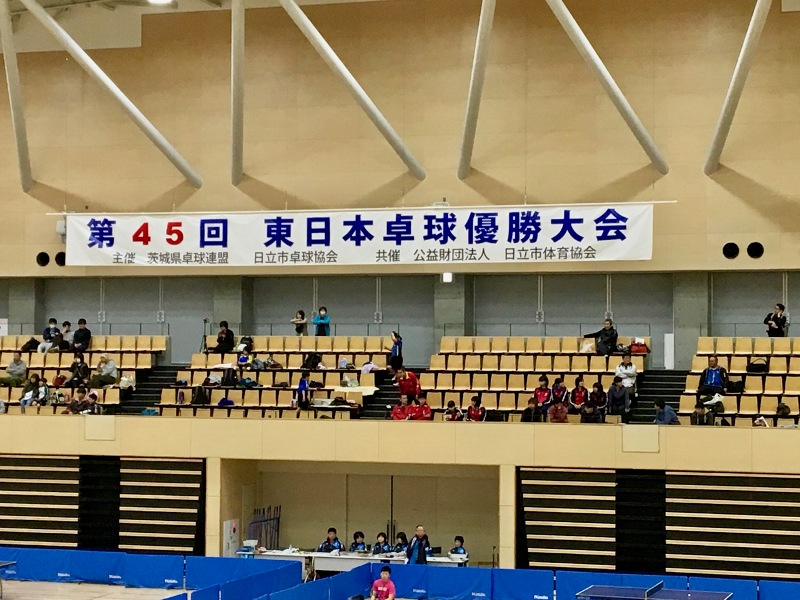 第45回 東日本卓球優勝大会
主催 茨城県卓球連盟 日立市卓球協会 共催 公益財団法人 日立市体育協会